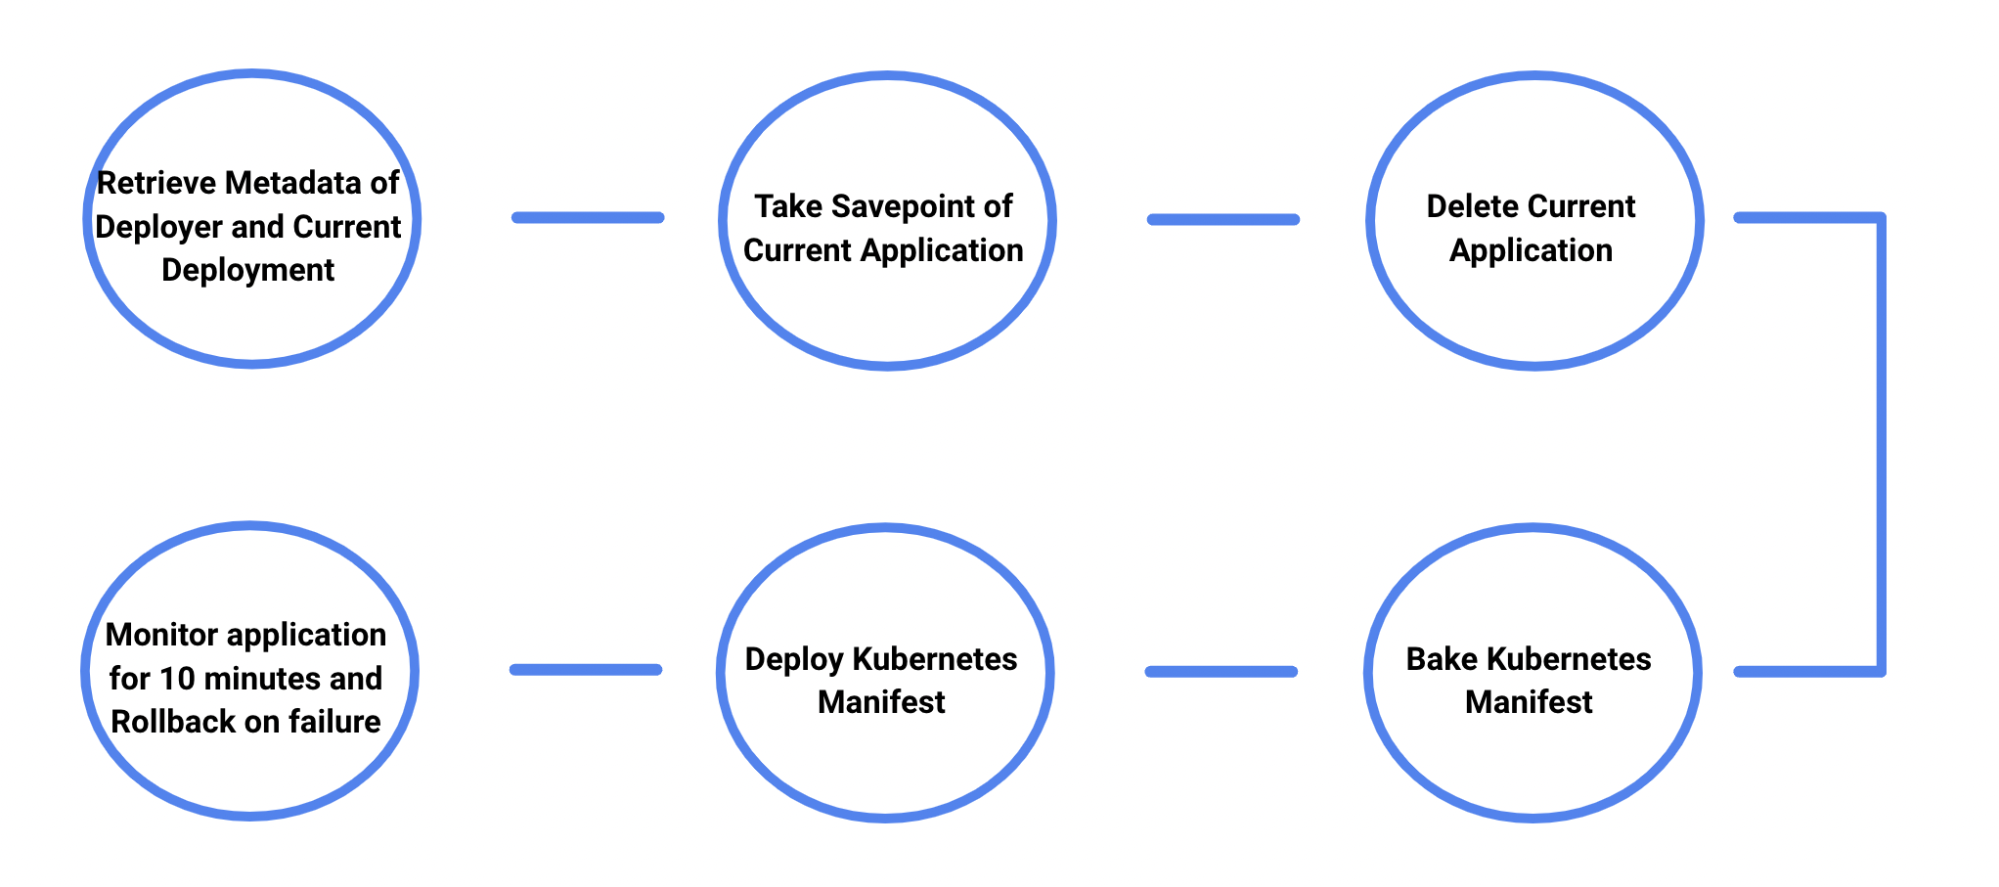 Retrieve Metadata of
Deployer and Current
Deployment
Take Savepoint of
Current Application
Delete Current
Application
Monitor application
for 10 minutes and
Rollback on failure
Deploy Kubernetes
Manifest
Bake Kubernetes
Manifest